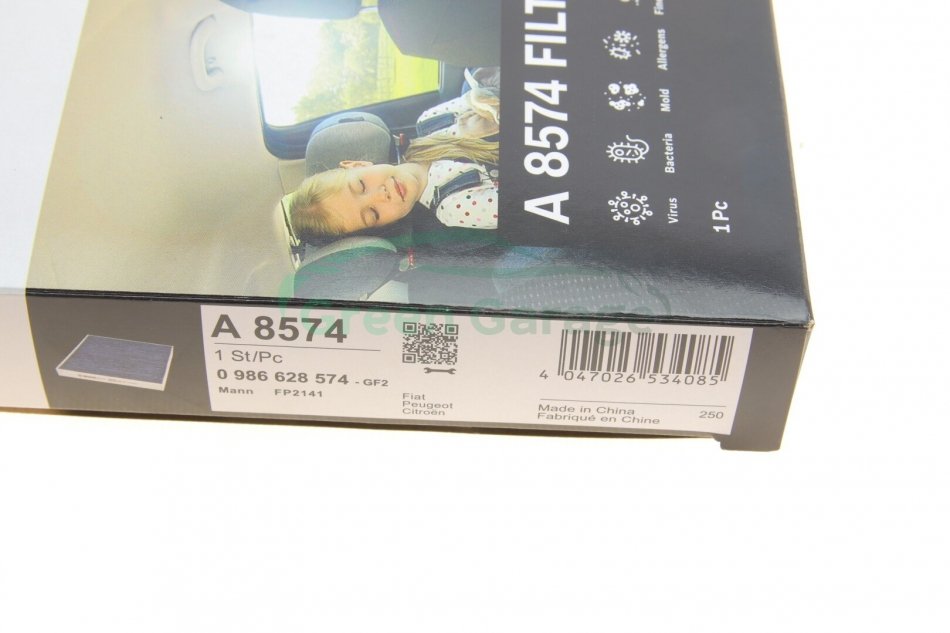 A 8574 FILT
Virus
Bacteria
Mold
Allergens
1 Pc
Green Garage
A 8574
1 St/Pc
0 986 628 574 - GF2
Mann FP2141
Fiat
Peugeot
Citroën
4 047026 534085
Made in China
Fabriqué en Chine
250